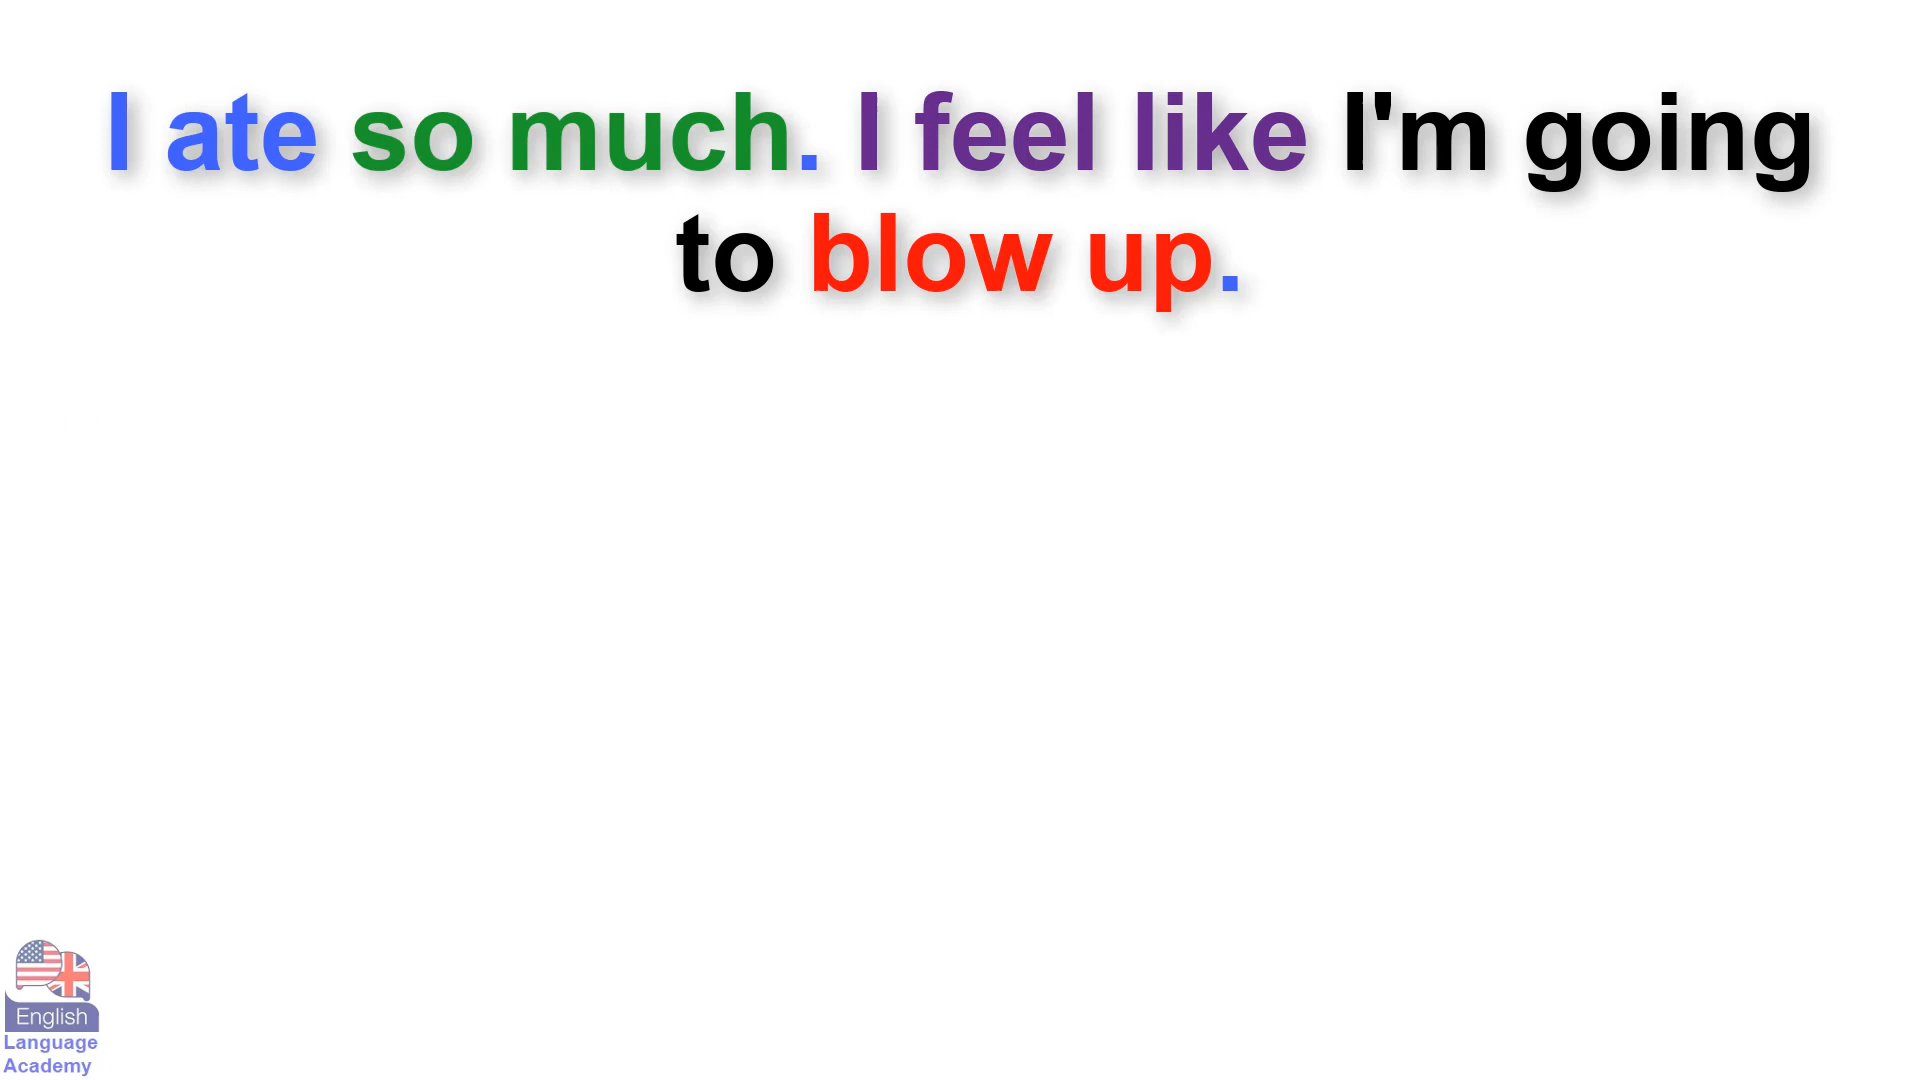 I ate so much. I feel like I'm going
to blow up.
English
Language
Academy